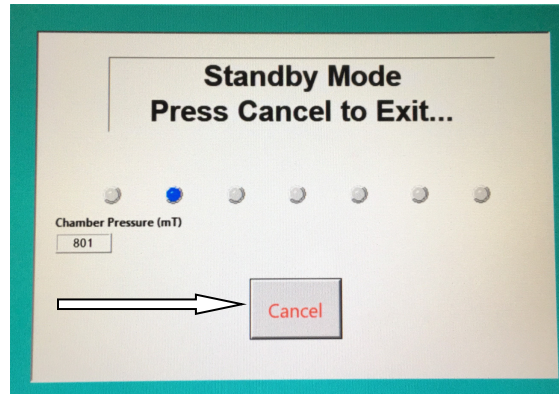 Standby Mode
Press Cancel to Exit...
Chamber Pressure (mT)
801
Cancel